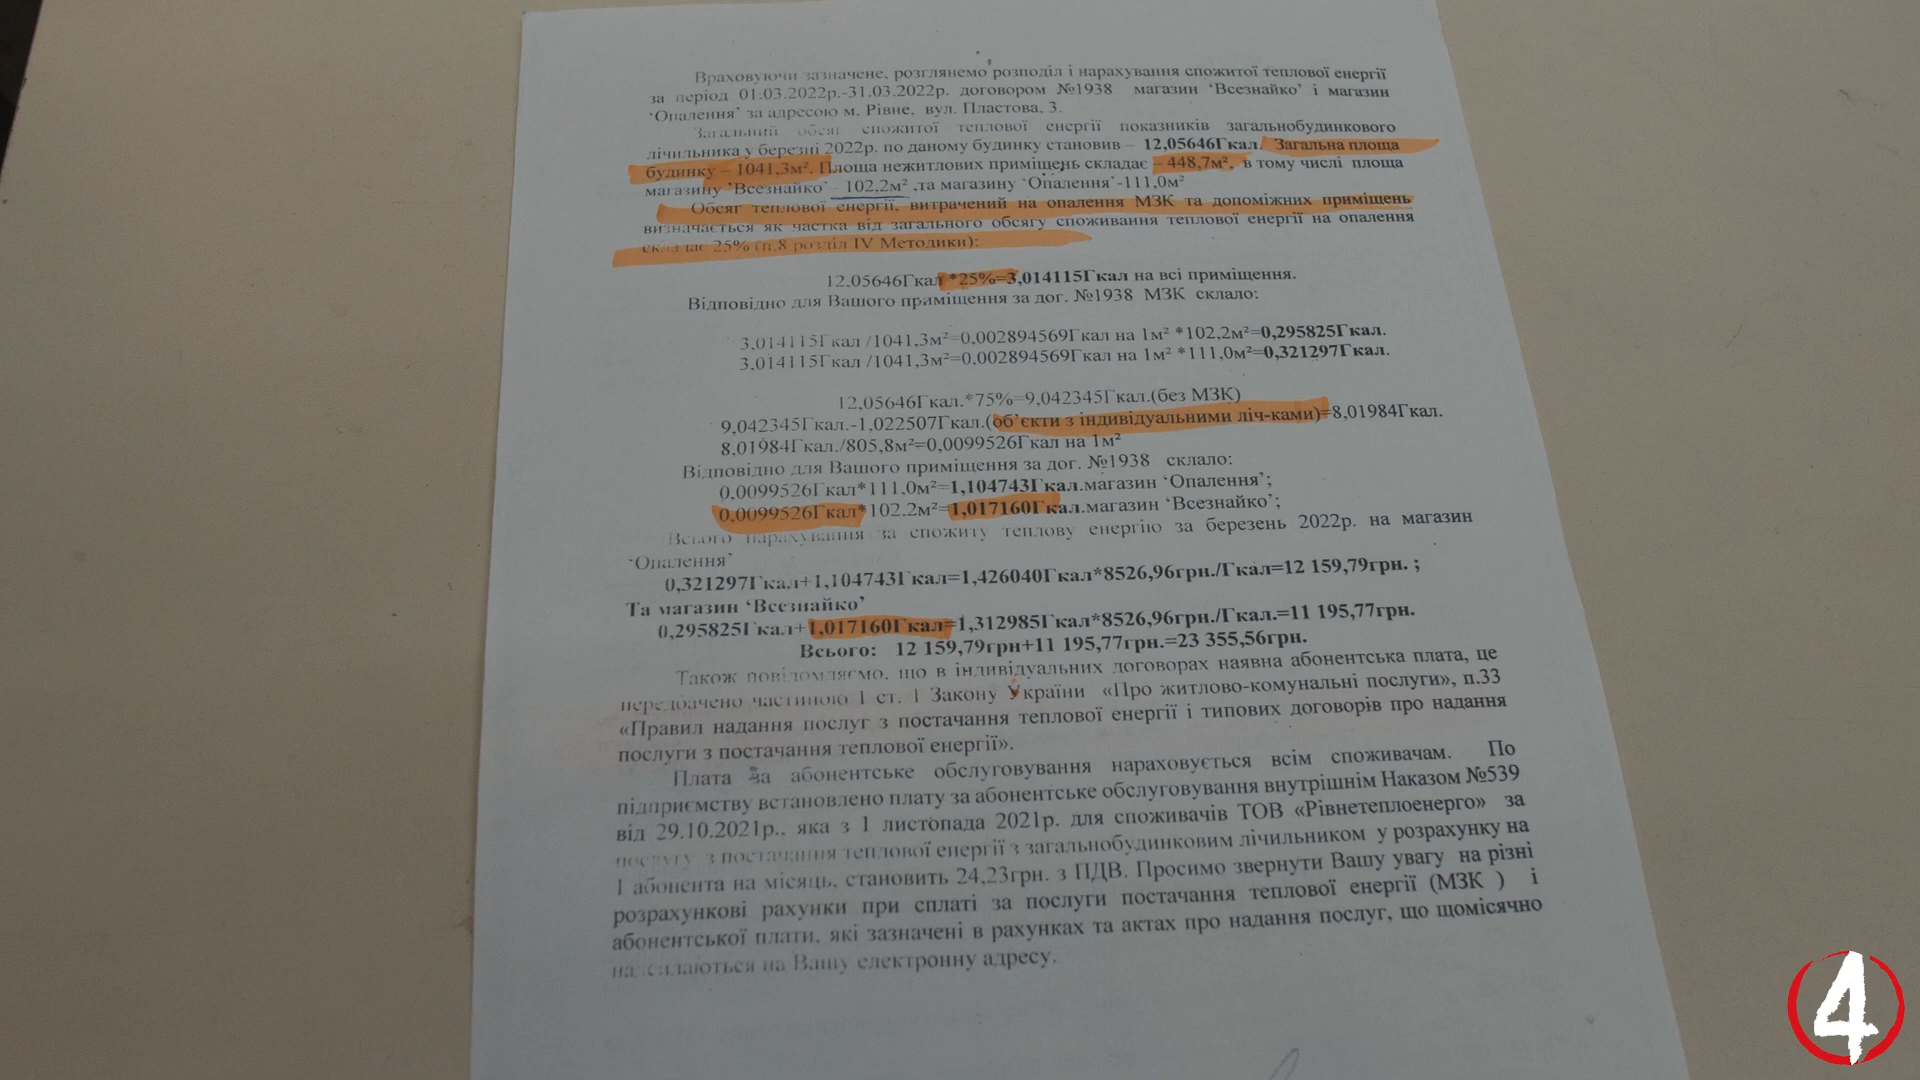 Враховуючи зазначене, розглянемо розподіл і нарахування спожитої теплової енергії
за період 01.03.2022р.-31.03.2022р. договором №1938 магазин ‘Всезнайко’ і магазин
‘Опалення’ за адресою м. Рівне, вул. Пластова, 3.
Загальний обсяг спожитої теплової енергії показників загальнобудинкового
лічильника у березні 2022р. по даному будинку становив – 12,05646Гкал. Загальна площа
будинку – 1041,3м². Площа нежитлових приміщень складає – 448,7м², в тому числі площа
магазину ‘Всезнайко’ - 102,2м² ,та магазину ‘Опалення’-111,0м²
Обсяг теплової енергії, витрачений на опалення МЗК та допоміжних приміщень
визначається як частка від загального обсягу споживання теплової енергії на опалення
складає 25% (п.8 розділ IV Методики):
12,05646Гкал *25%=3,014115Гкал на всі приміщення.
Відповідно для Вашого приміщення за дог. №1938 МЗК склало:
3,014115Гкал /1041,3м²=0,002894569Гкал на 1м² *102,2м²=0,295825Гкал.
3,014115Гкал /1041,3м²=0,002894569Гкал на 1м² *111,0м²=0,321297Гкал.
12,05646Гкал.*75%=9,042345Гкал.(без МЗК)
9,042345Гкал.-1,022507Гкал.(об’єкти з індивідуальними ліч-ками)=8,01984Гкал.
8,01984Гкал./805,8м²=0,0099526Гкал на 1м²
Відповідно для Вашого приміщення за дог. №1938 склало:
0,0099526Гкал*111.0м²=1,104743Гкал.магазин ‘Опалення’;
0,0099526Гкал*102.2м²=1,017160Гкал.магазин ‘Всезнайко’;
Всього нарахування за спожиту теплову енергію за березень 2022р. на магазин
‘Опалення’
0,321297Гкал+1,104743Гкал=1,426040Гкал*8526,96грн./Гкал=12 159,79грн. ;
Та магазин ‘Всезнайко’
0,295825Гкал+1,017160Гкал=1,312985Гкал*8526,96грн./Гкал.=11 195,77грн.
Всього: 12 159,79грн+11 195,77грн.=23 355,56грн.
Також повідомляємо, що в індивідуальних договорах наявна абонентська плата, це
передбачено частиною 1 ст. 1 Закону України «Про житлово-комунальні послуги», п.33
«Правил надання послуг з постачання теплової енергії і типових договорів про надання
послуги з постачання теплової енергії».
Плата за абонентське обслуговування нараховується всім споживачам. По
підприємству встановлено плату за абонентське обслуговування внутрішнім Наказом №539
від 29.10.2021р., яка з 1 листопада 2021р. для споживачів ТОВ «Рівнетеплоенерго» за
послугу з постачання теплової енергії з загальнобудинковим лічильником у розрахунку на
1 абонента на місяць, становить 24,23грн. з ПДВ. Просимо звернути Вашу увагу на різні
розрахункові рахунки при сплаті за послуги постачання теплової енергії (МЗК ) і
абонентської плати, які зазначені в рахунках та актах про надання послуг, що щомісячно
надсилаються на Вашу електронну адресу.
4